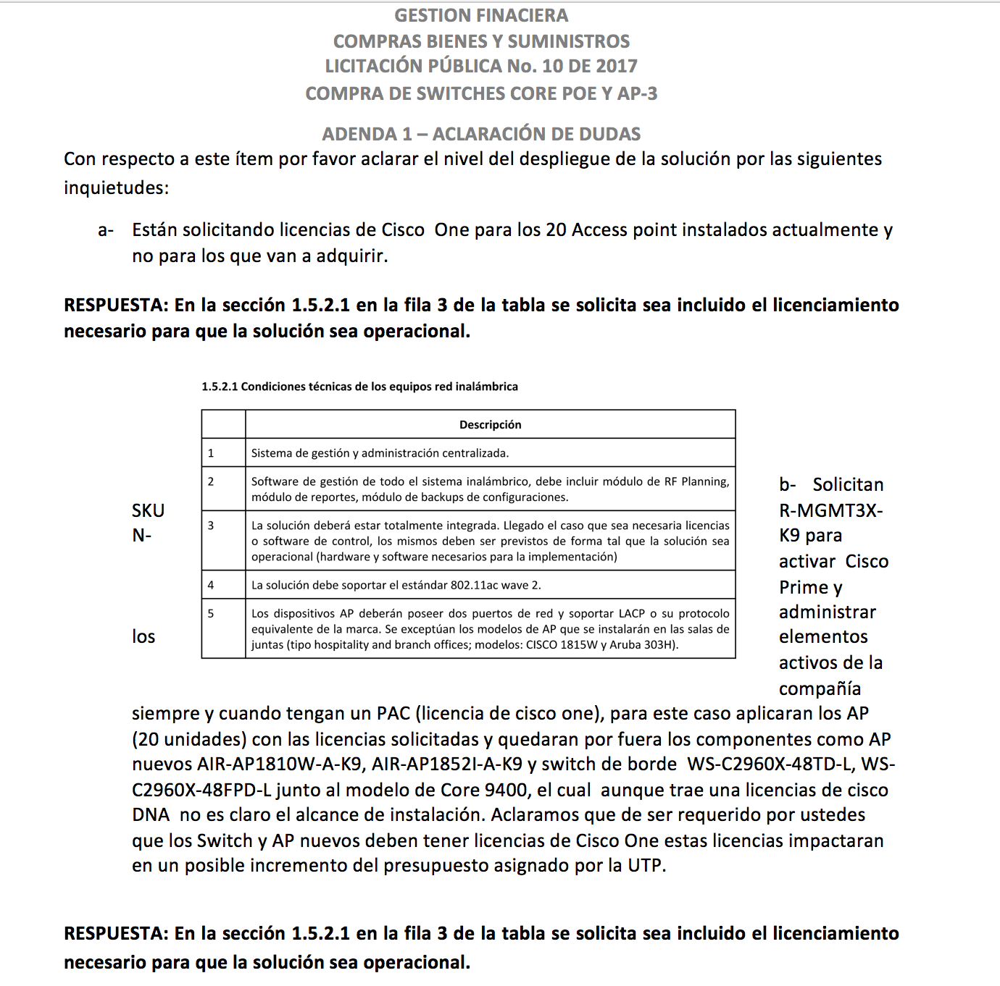 GESTION FINACIERA
COMPRAS BIENES Y SUMINISTROS
LICITACIÓN PÚBLICA No. 10 DE 2017
COMPRA DE SWITCHES CORE POE Y AP-3
ADENDA 1 – ACLARACIÓN DE DUDAS
Con respecto a este ítem por favor aclarar el nivel del despliegue de la solución por las siguientes
inquietudes:
a- Están solicitando licencias de Cisco One para los 20 Access point instalados actualmente y
no para los que van a adquirir.
RESPUESTA: En la sección 1.5.2.1 en la fila 3 de la tabla se solicita sea incluido el licenciamiento
necesario para que la solución sea operacional.
1.5.2.1 Condiciones técnicas de los equipos red inalámbrica
Descripción
1 Sistema de gestión y administración centralizada.
2 Software de gestión de todo el sistema inalámbrico, debe incluir módulo de RF Planning,
módulo de reportes, módulo de backups de configuraciones.
3 La solución deberá estar totalmente integrada. Llegado el caso que sea necesaria licencias
o software de control, los mismos deben ser previstos de forma tal que la solución sea
operacional (hardware y software necesarios para la implementación)
4 La solución debe soportar el estándar 802.11ac wave 2.
5 Los dispositivos AP deberán poseer dos puertos de red y soportar LACP o su protocolo
equivalente de la marca. Se exceptúan los modelos de AP que se instalarán en las salas de
juntas (tipo hospitality and branch offices; modelos: CISCO 1815W y Aruba 303H).
b- Solicitan
SKU R-MGMT3X-
N- K9 para
activar Cisco
Prime y
administrar
los elementos
activos de la
compañía
siempre y cuando tengan un PAC (licencia de cisco one), para este caso aplicaran los AP
(20 unidades) con las licencias solicitadas y quedaran por fuera los componentes como AP
nuevos AIR-AP1810W-A-K9, AIR-AP1852I-A-K9 y switch de borde WS-C2960X-48TD-L, WS-
C2960X-48FPD-L junto al modelo de Core 9400, el cual aunque trae una licencias de cisco
DNA no es claro el alcance de instalación. Aclaramos que de ser requerido por ustedes
que los Switch y AP nuevos deben tener licencias de Cisco One estas licencias impactaran
en un posible incremento del presupuesto asignado por la UTP.
RESPUESTA: En la sección 1.5.2.1 en la fila 3 de la tabla se solicita sea incluido el licenciamiento
necesario para que la solución sea operacional.